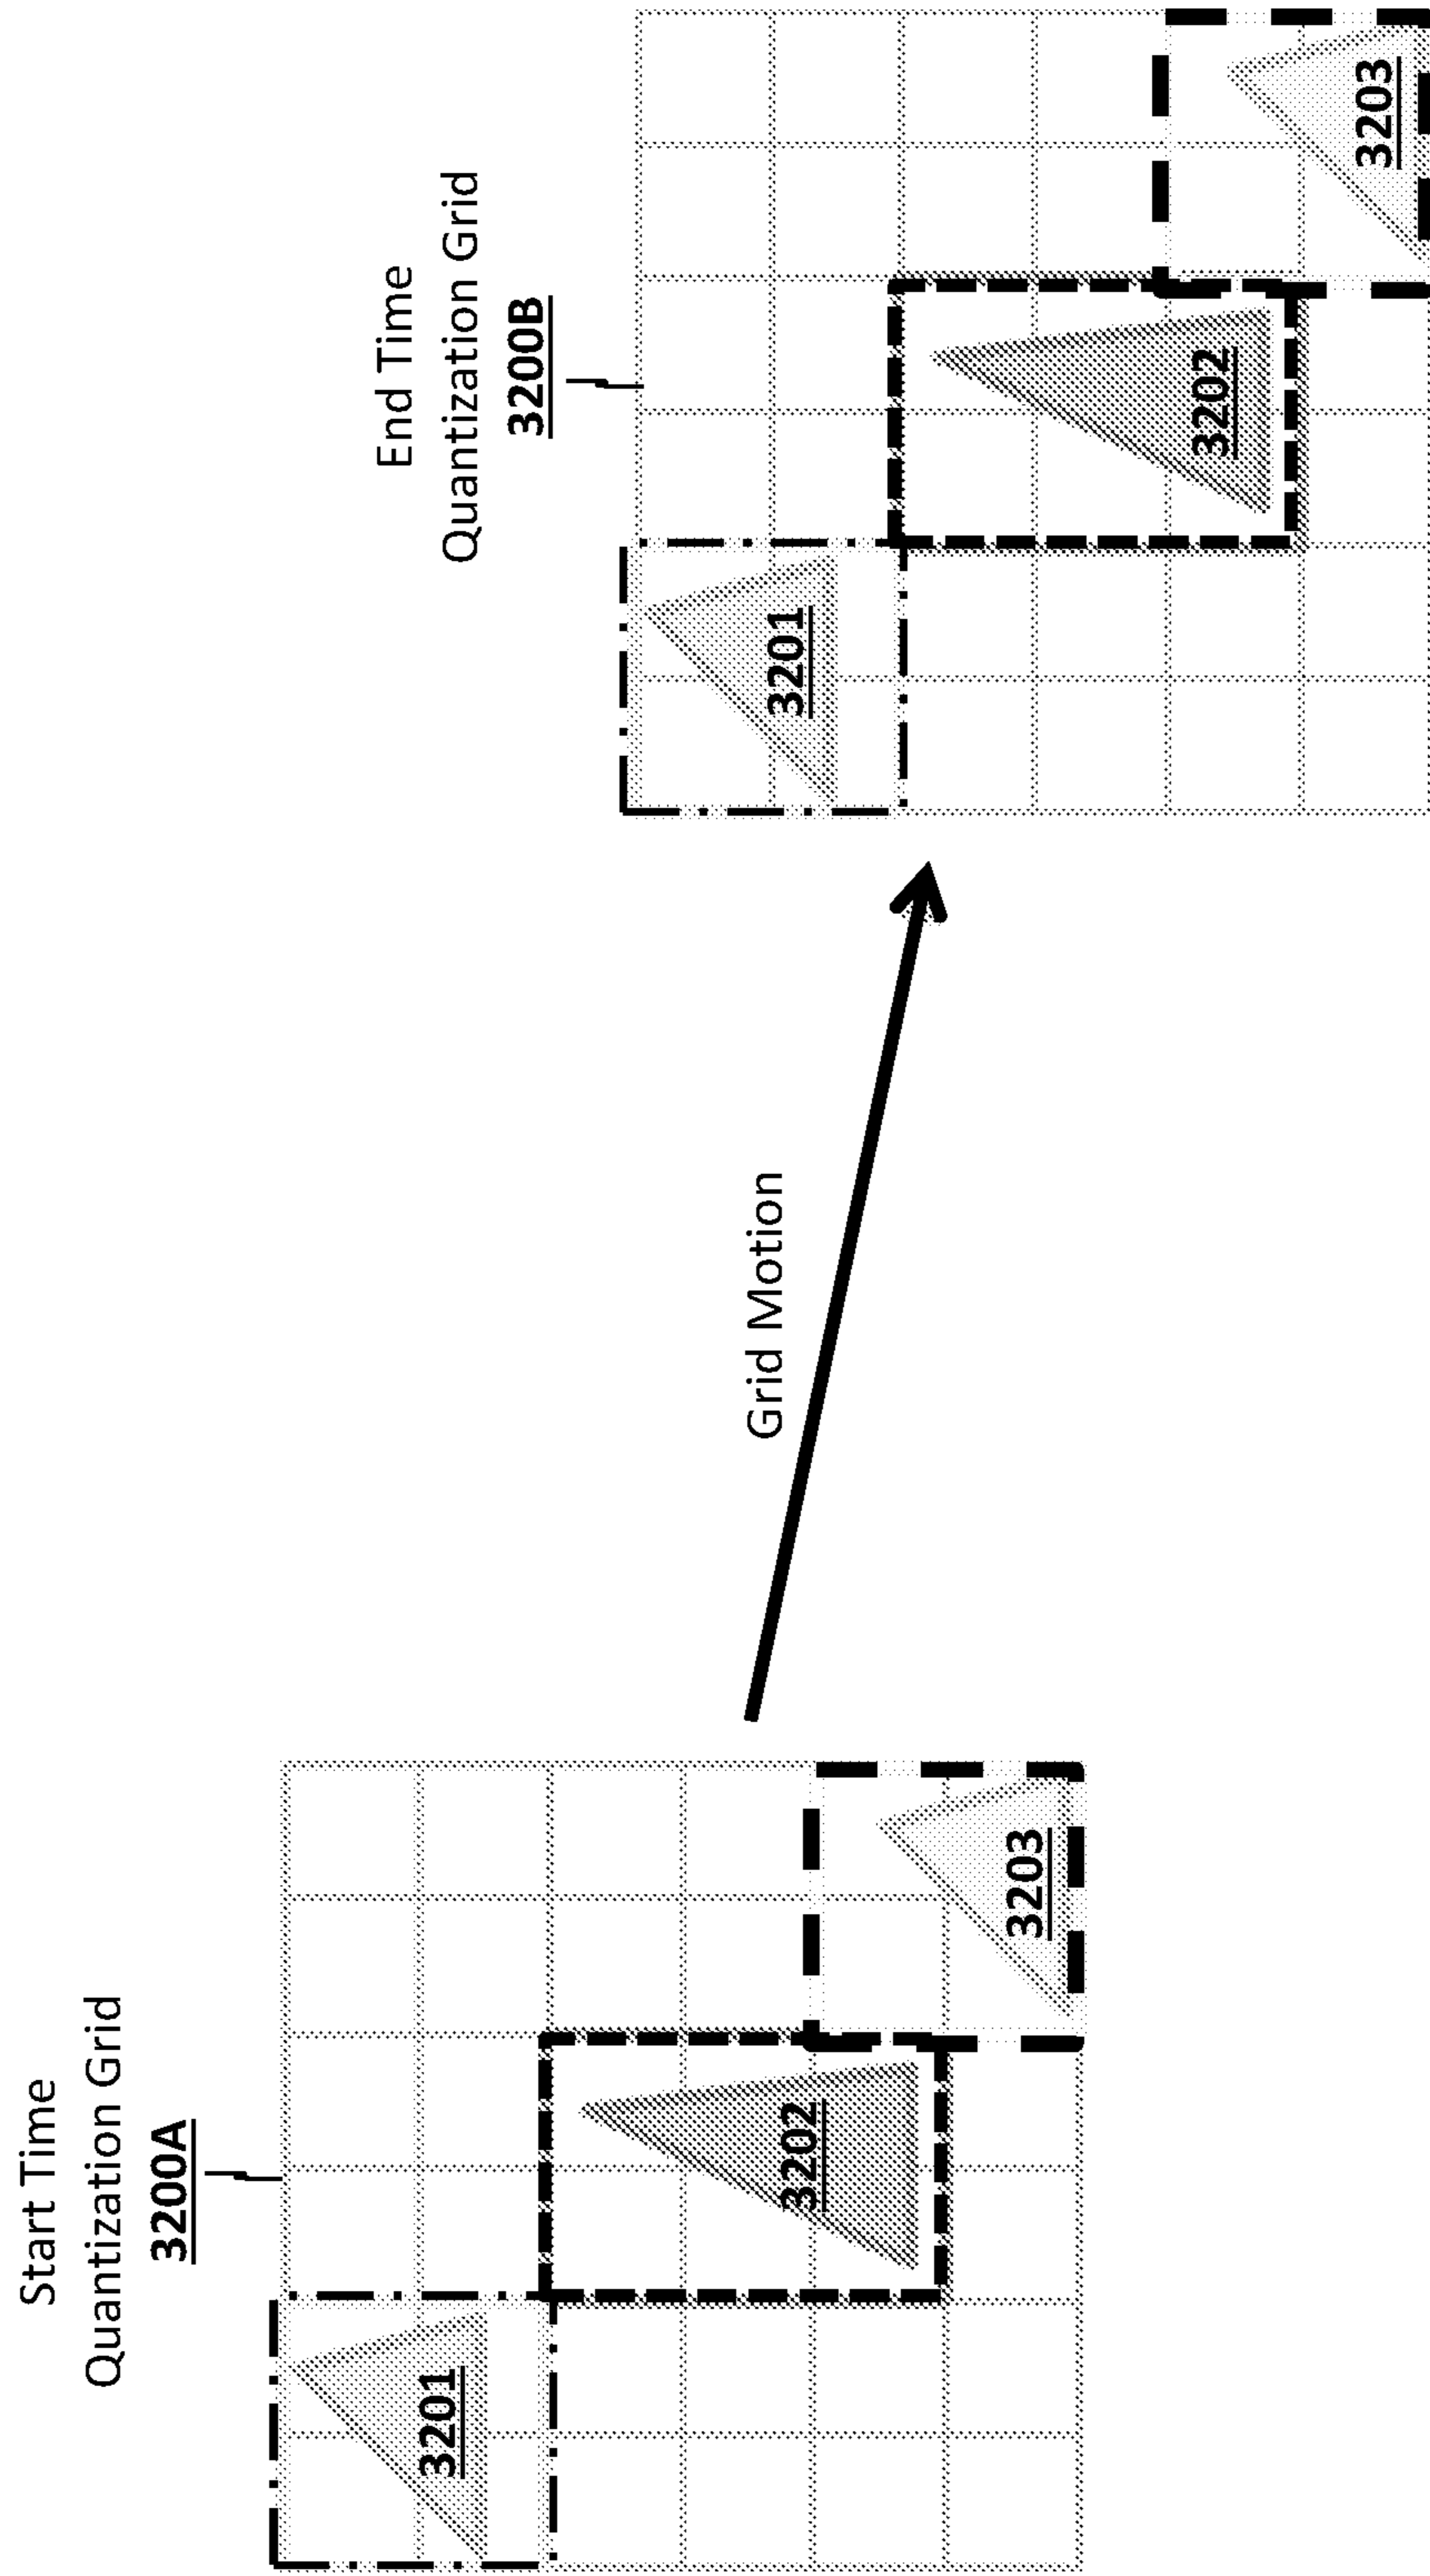 Start Time
Quantization Grid
3200A
3201
3202
3203
Grid Motion
End Time
Quantization Grid
3200B
3201
3202
3203